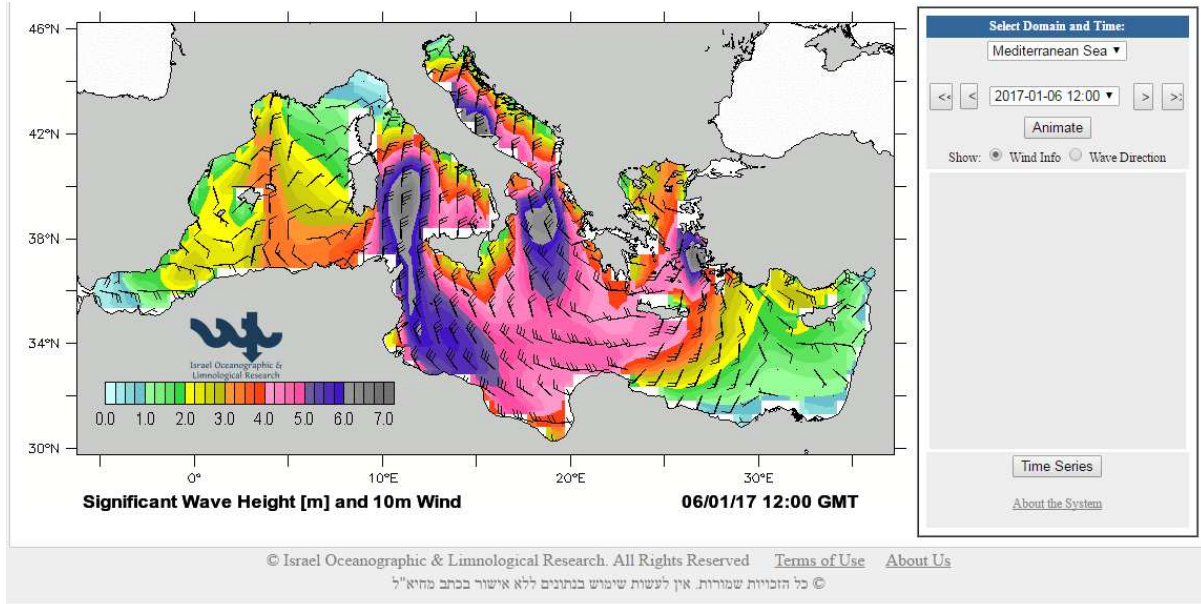 46°N
42°N
38°N
34°N
30°N
0°
10°E
20°E
30°E
Israel Oceanographic &
Limnological Research
0.0 1.0 2.0 3.0 4.0 5.0 6.0 7.0
Significant Wave Height [m] and 10m Wind
06/01/17 12:00 GMT
Select Domain and Time:
Mediterranean Sea ▼
<< < 2017-01-06 12:00 ▼ > >:
Animate
Show: Wind Info Wave Direction
Time Series
About the System
© Israel Oceanographic & Limnological Research. All Rights Reserved Terms of Use About Us
© כל הזכויות שמורות. אין לעשות שימוש בנתונים ללא אישור בכתב מחיא"ל